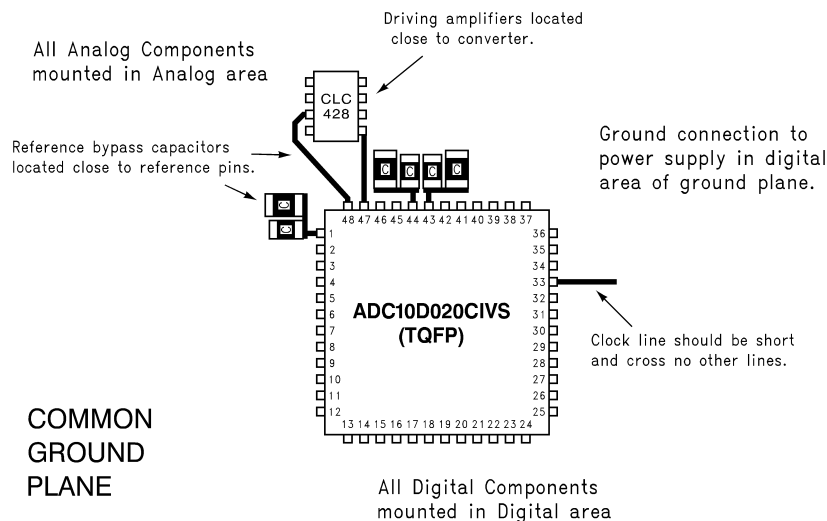 Driving amplifiers located
close to converter.
All Analog Components
mounted in Analog area
CLC
428
Reference bypass capacitors
located close to reference pins.
Ground connection to
power supply in digital
area of ground plane.
C C C C
C
C
48 47 46 45 44 43 42 41 40 39 38 37
1
2
3
4
5
6
7
8
9
10
11
12
36
35
34
33
32
31
30
29
28
27
26
25
ADC10D020CIVS
(TQFP)
Clock line should be short
and cross no other lines.
13 14 15 16 17 18 19 20 21 22 23 24
COMMON
GROUND
PLANE
All Digital Components
mounted in Digital area